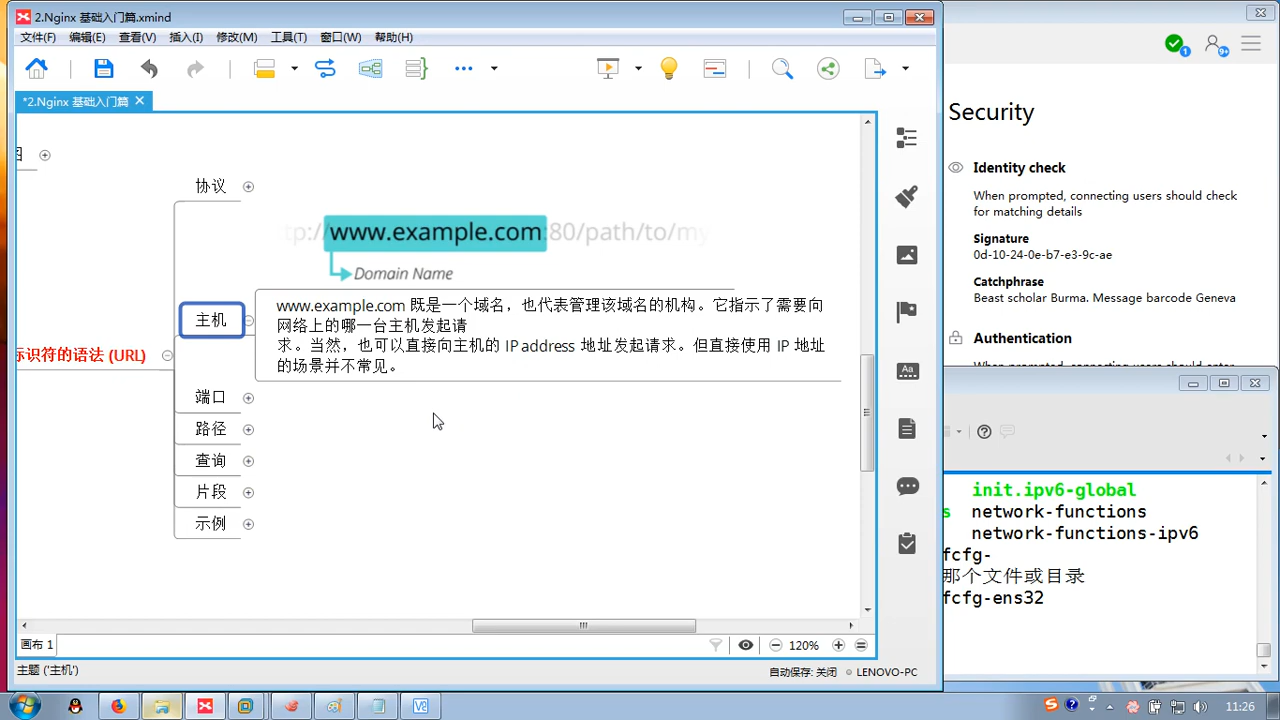 2.Nginx 基础入门篇.xmind
文件(F) 编辑(E) 查看(V) 插入(I) 修改(M) 工具(T) 窗口(W) 帮助(H)
*2.Nginx 基础入门篇
协议
tp://www.example.com:80/path/to/my
Domain Name
主机
www.example.com 既是一个域名，也代表管理该域名的机构。它指示了需要向
网络上的哪一台主机发起请
求。当然，也可以直接向主机的 IP address 地址发起请求。但直接使用 IP 地址
的场景并不常见。
标识符的语法 (URL)
端口
路径
查询
片段
示例
画布 1
120%
主题 ('主机')
自动保存: 关闭
LENOVO-PC
1
9+
Security
Identity check
When prompted, connecting users should check
for matching details
Signature
0d-10-24-0e-b7-e3-9c-ae
Catchphrase
Beast scholar Burma. Message barcode Geneva
Authentication
init.ipv6-global
s network-functions
network-functions-ipv6
fcfg-
那个文件或目录
fcfg-ens32
11:26